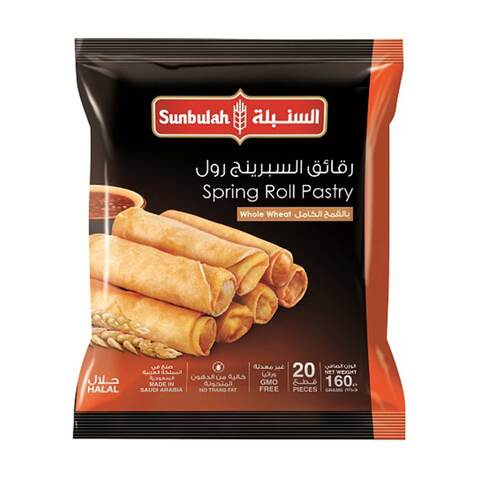 Sunbulah السنبلة
رقائق السبرينج رول
Spring Roll Pastry
Whole Wheat بالقمح الكامل
حلال
HALAL
صنع في
المملكة العربية
السعودية
MADE IN
SAUDI ARABIA
خالية من الدهون
المتحولة
NO TRANS FAT
غير معدلة
وراثيا
GMO
FREE
20
قطع
PIECES
الوزن الصافي
NET WEIGHT
160
GRAMS جرام